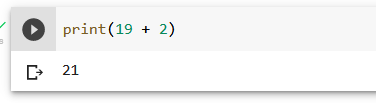 print(19 + 2)
21